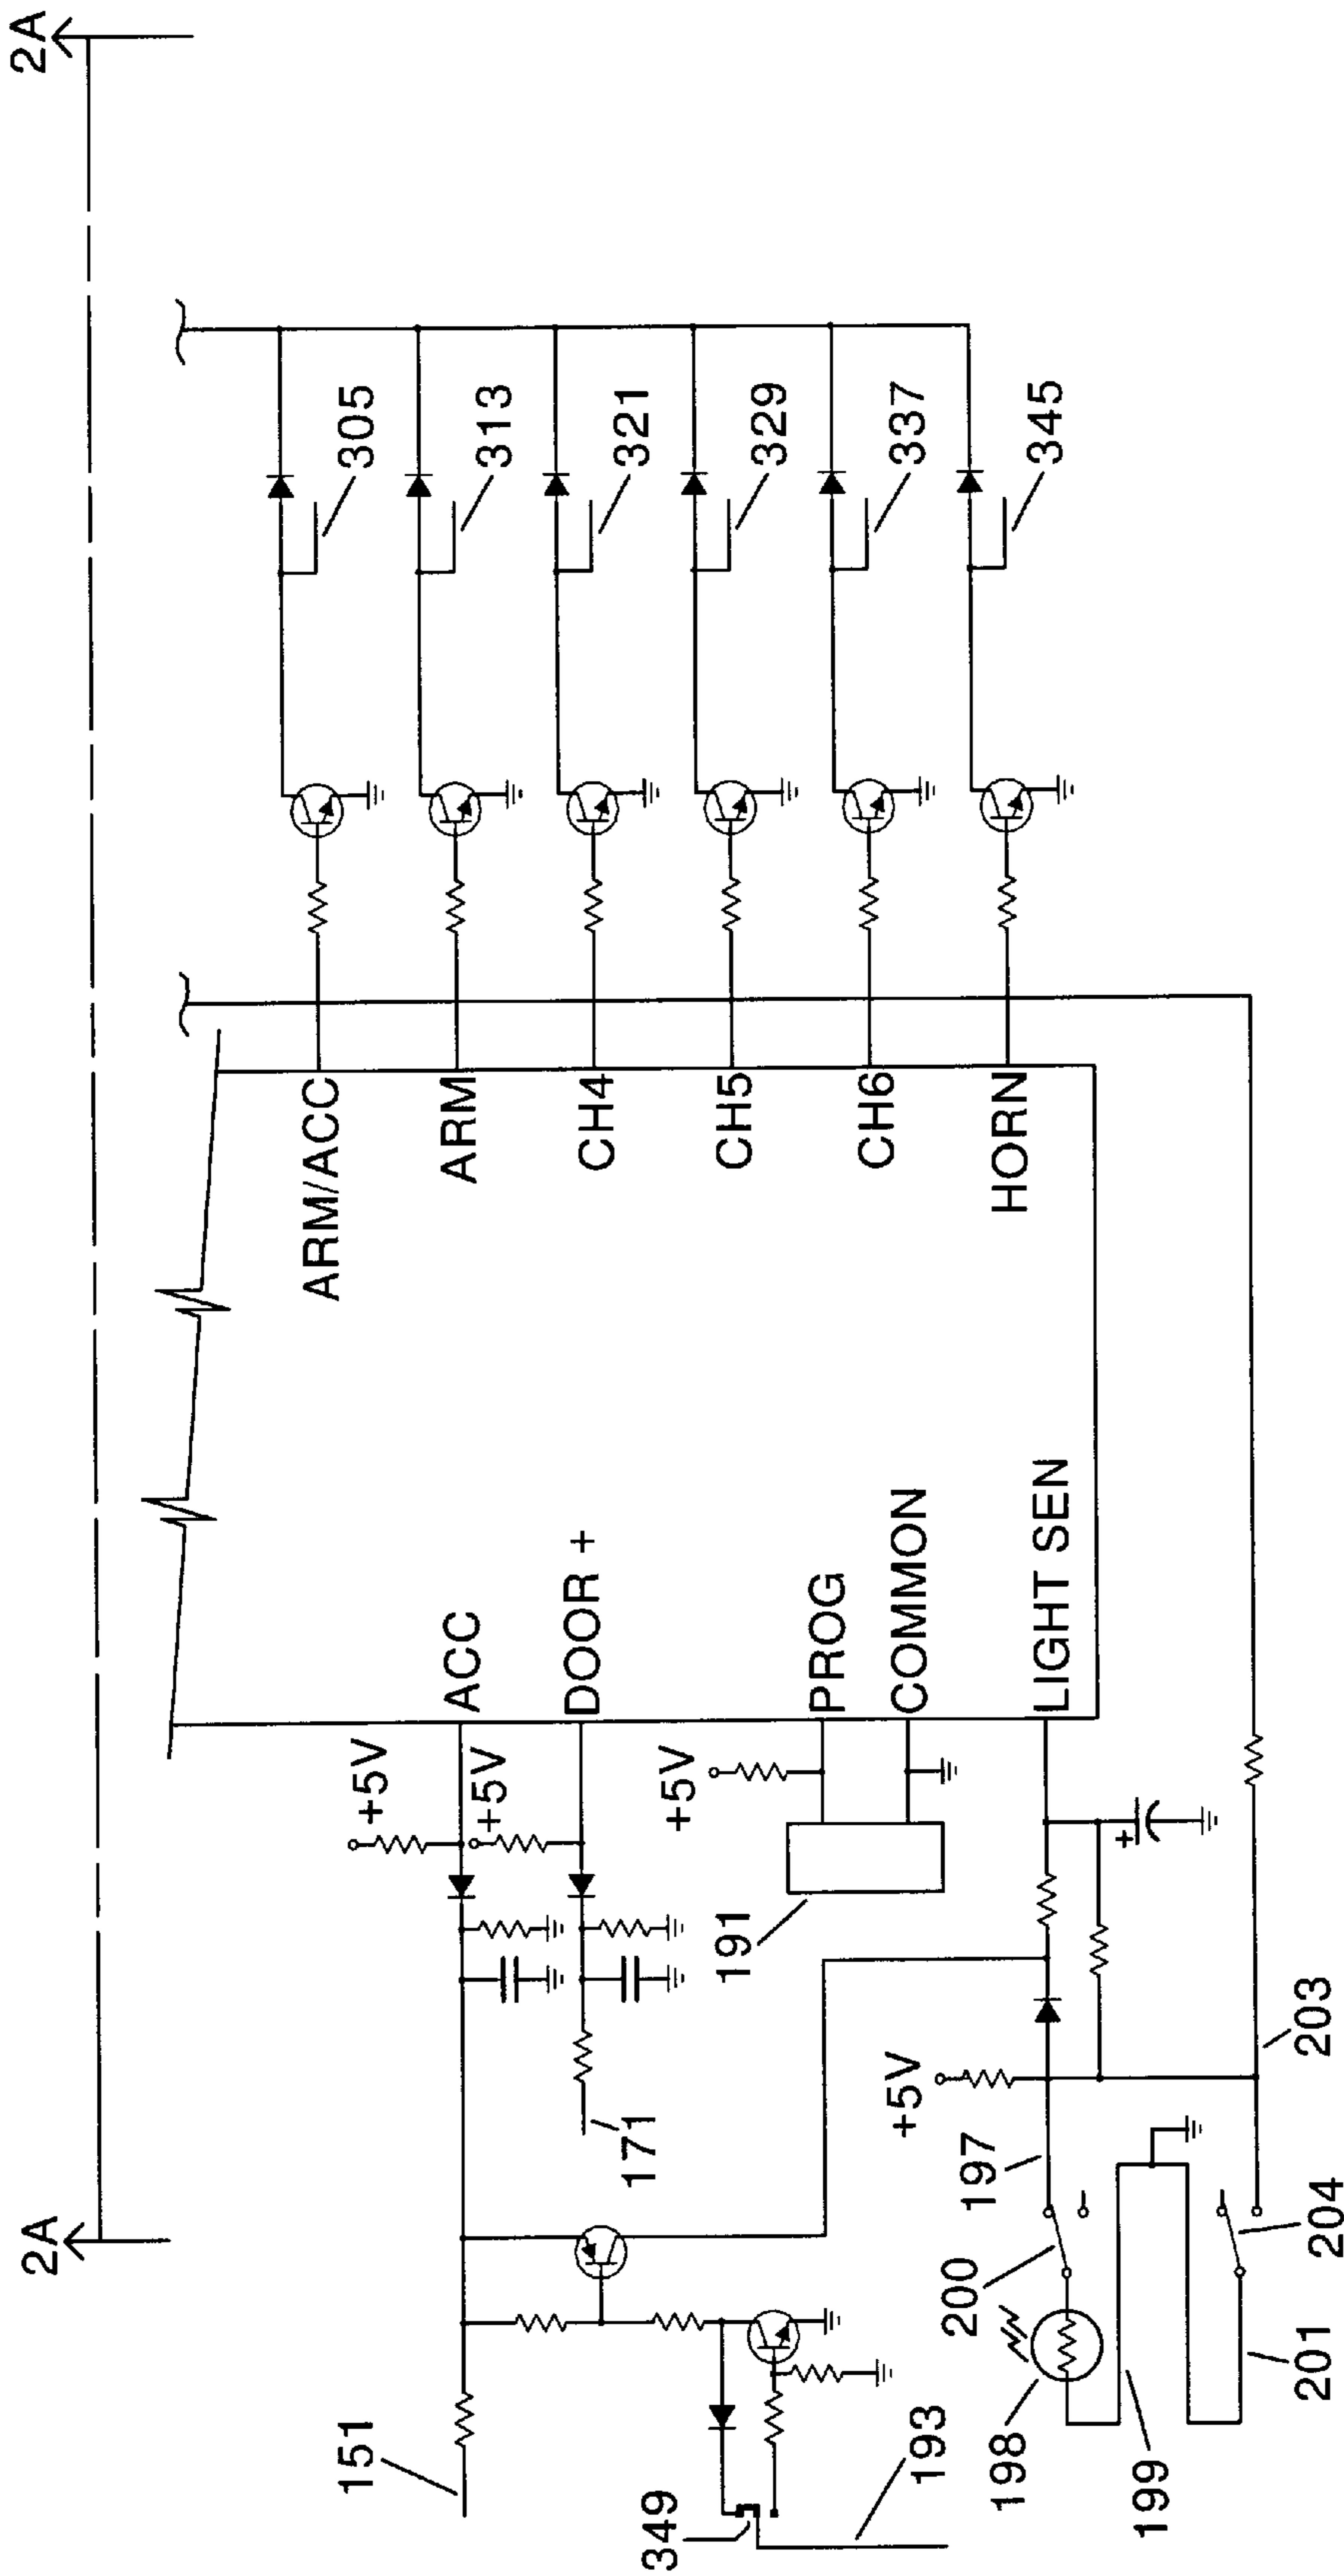 2A
2A
151
ACC
+5V
ARM/ACC
305
+5V
DOOR +
171
ARM
313
CH4
321
349
193
+5V
PROG
191
COMMON
CH5
329
CH6
337
+5V
197
200
198
199
LIGHT SEN
HORN
345
201
204
203